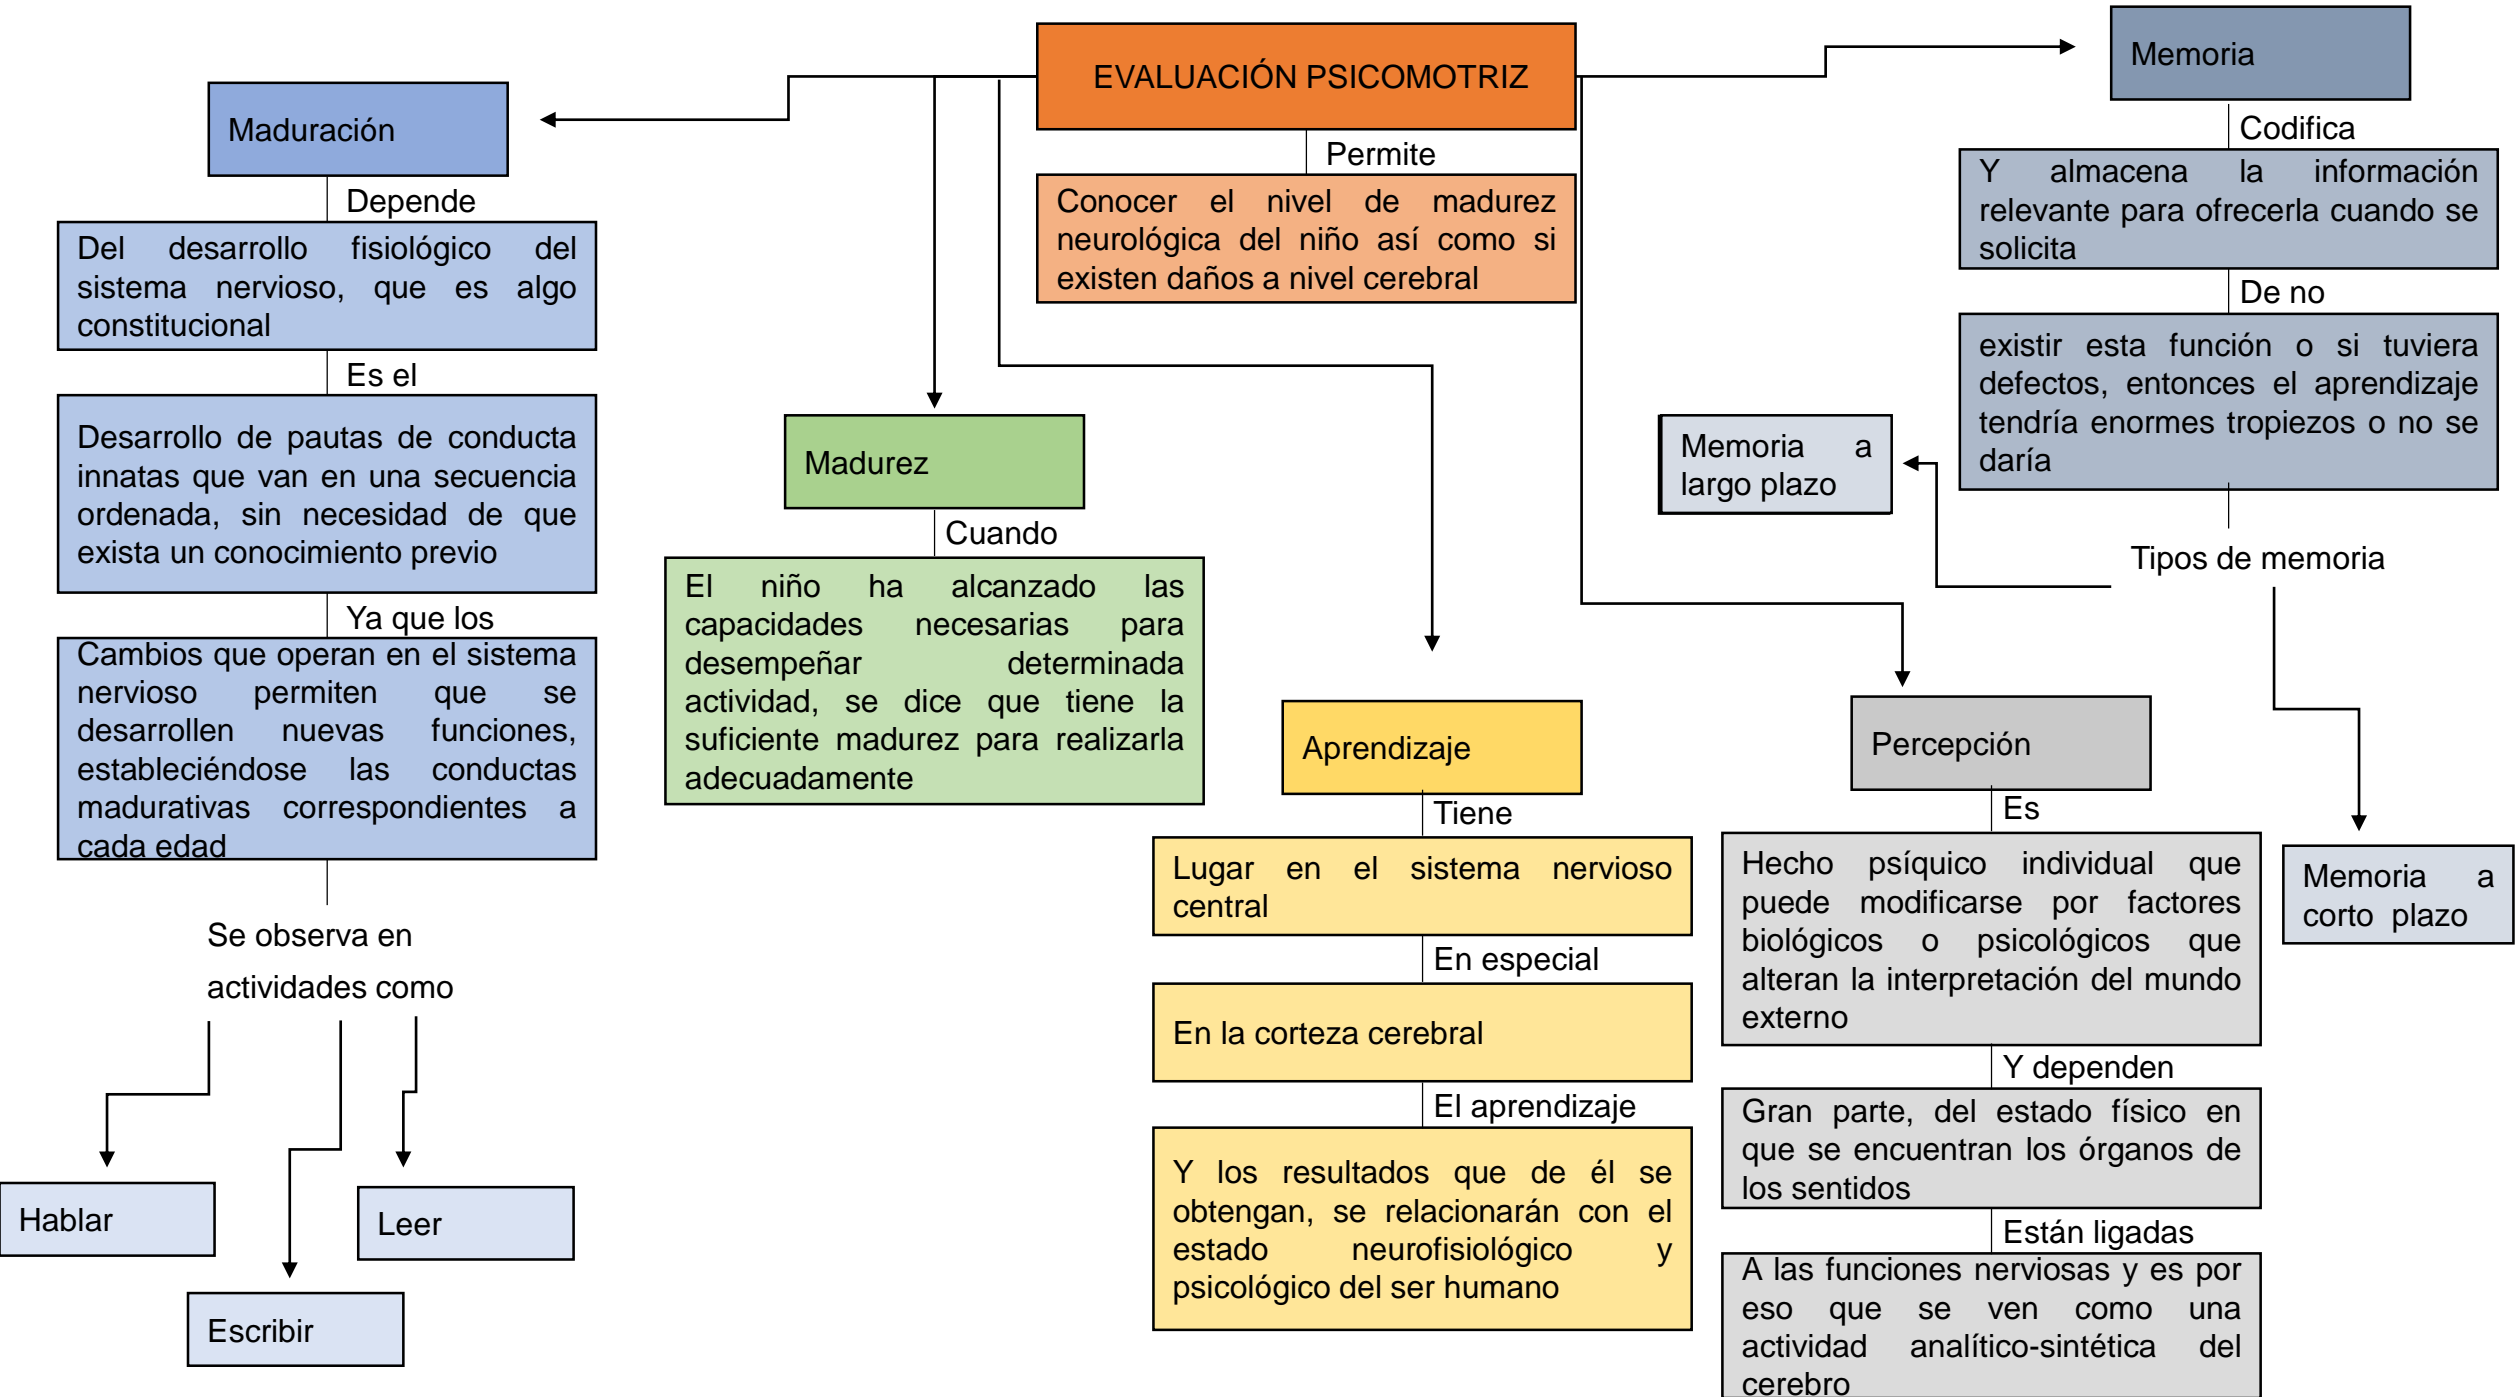 EVALUACIÓN PSICOMOTRIZ
Permite
Conocer el nivel de madurez
neurológica del niño así como si
existen daños a nivel cerebral
Maduración
Depende
Del desarrollo fisiológico del
sistema nervioso, que es algo
constitucional
Es el
Desarrollo de pautas de conducta
innatas que van en una secuencia
ordenada, sin necesidad de que
exista un conocimiento previo
Ya que los
Cambios que operan en el sistema
nervioso permiten que se
desarrollen nuevas funciones,
estableciéndose las conductas
madurativas correspondientes a
cada edad
Se observa en
actividades como
Hablar
Escribir
Leer
Madurez
Cuando
El niño ha alcanzado las
capacidades necesarias para
desempeñar determinada
actividad, se dice que tiene la
suficiente madurez para realizarla
adecuadamente
Aprendizaje
Tiene
Lugar en el sistema nervioso
central
En especial
En la corteza cerebral
El aprendizaje
Y los resultados que de él se
obtengan, se relacionarán con el
estado neurofisiológico y
psicológico del ser humano
Percepción
Es
Hecho psíquico individual que
puede modificarse por factores
biológicos o psicológicos que
alteran la interpretación del mundo
externo
Y dependen
Gran parte, del estado físico en
que se encuentran los órganos de
los sentidos
Están ligadas
A las funciones nerviosas y es por
eso que se ven como una
actividad analítico-sintética del
cerebro
Memoria
Codifica
Y almacena la información
relevante para ofrecerla cuando se
solicita
De no
existir esta función o si tuviera
defectos, entonces el aprendizaje
tendría enormes tropiezos o no se
daría
Tipos de memoria
Memoria a
largo plazo
Memoria a
corto plazo